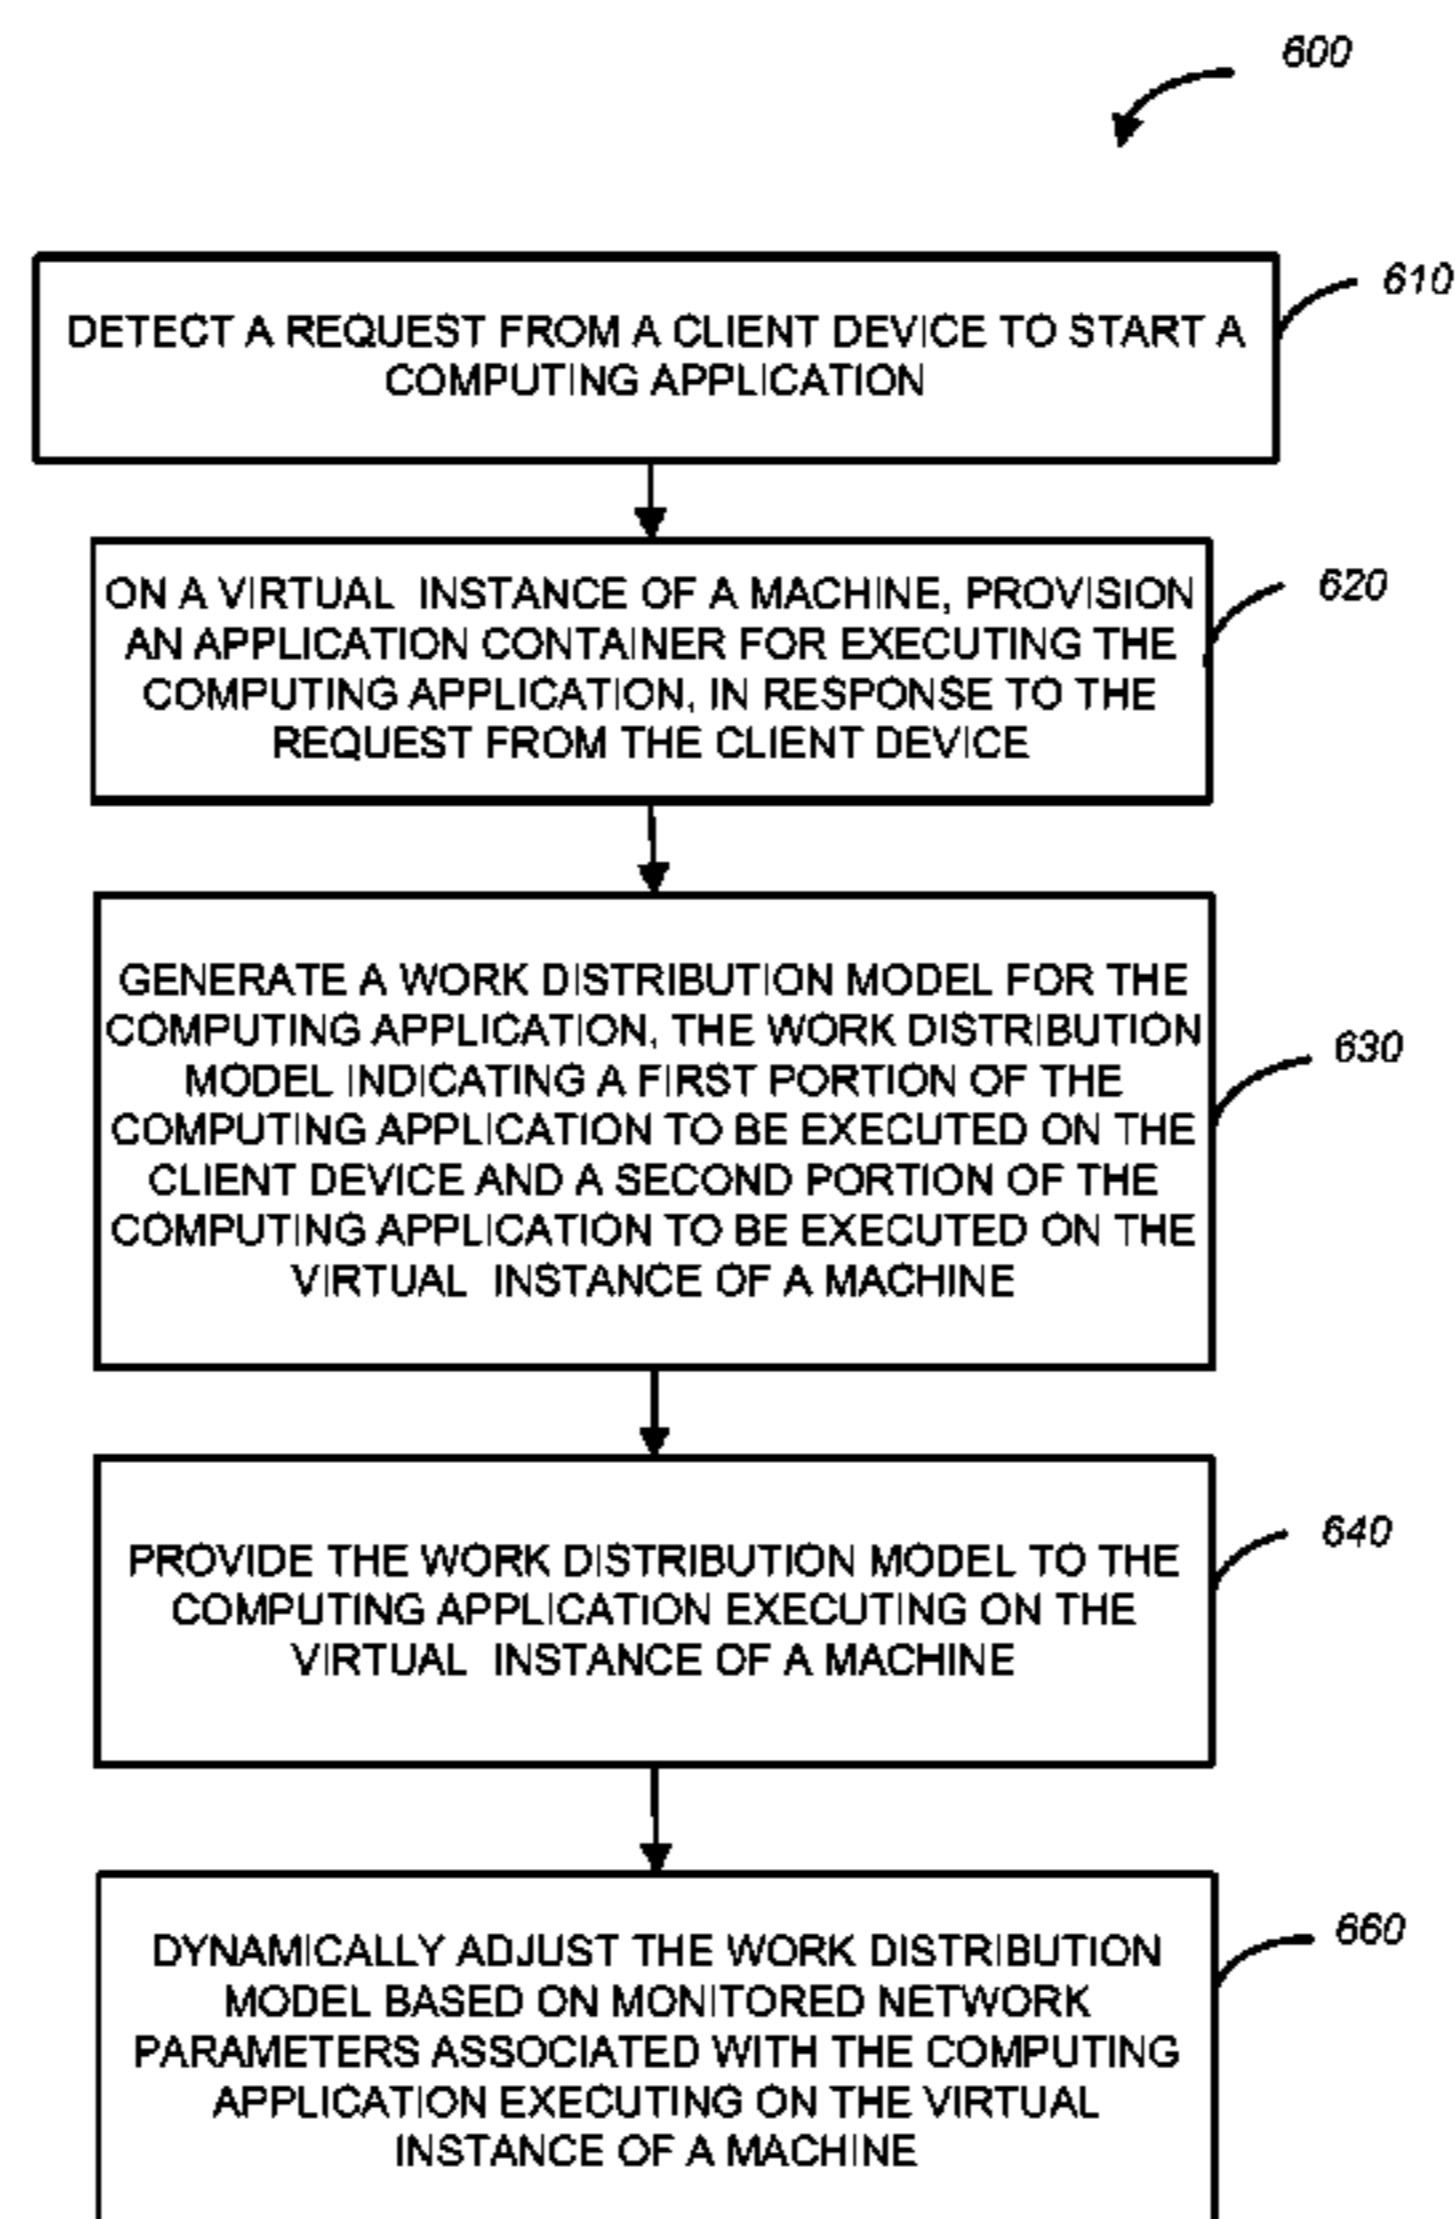 600
610
DETECT A REQUEST FROM A CLIENT DEVICE TO START A
COMPUTING APPLICATION
620
ON A VIRTUAL INSTANCE OF A MACHINE, PROVISION
AN APPLICATION CONTAINER FOR EXECUTING THE
COMPUTING APPLICATION, IN RESPONSE TO THE
REQUEST FROM THE CLIENT DEVICE
630
GENERATE A WORK DISTRIBUTION MODEL FOR THE
COMPUTING APPLICATION, THE WORK DISTRIBUTION
MODEL INDICATING A FIRST PORTION OF THE
COMPUTING APPLICATION TO BE EXECUTED ON THE
CLIENT DEVICE AND A SECOND PORTION OF THE
COMPUTING APPLICATION TO BE EXECUTED ON THE
VIRTUAL INSTANCE OF A MACHINE
640
PROVIDE THE WORK DISTRIBUTION MODEL TO THE
COMPUTING APPLICATION EXECUTING ON THE
VIRTUAL INSTANCE OF A MACHINE
660
DYNAMICALLY ADJUST THE WORK DISTRIBUTION
MODEL BASED ON MONITORED NETWORK
PARAMETERS ASSOCIATED WITH THE COMPUTING
APPLICATION EXECUTING ON THE VIRTUAL
INSTANCE OF A MACHINE